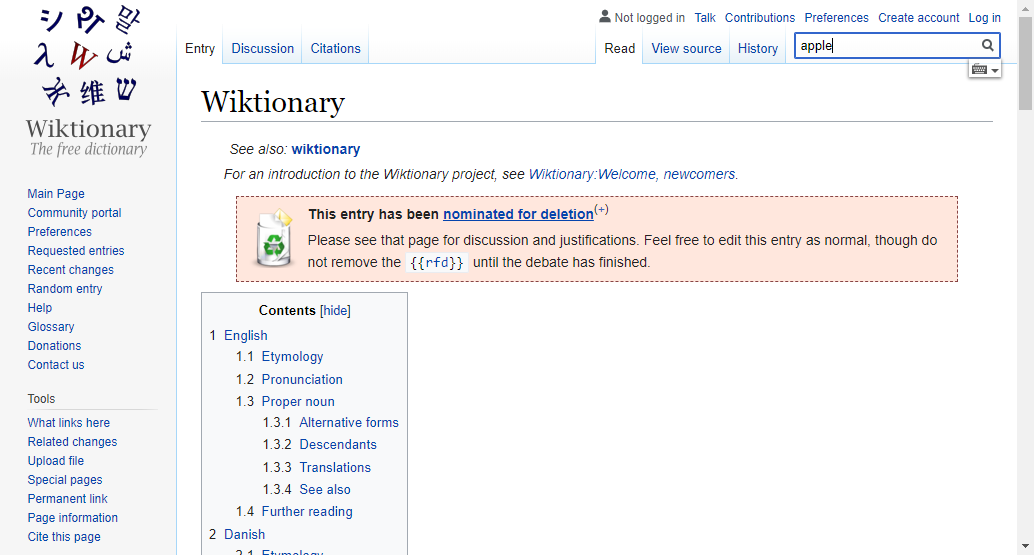 シ क्षि 말
λ W ش
维 ש
Wiktionary
The free dictionary
Main Page
Community portal
Preferences
Requested entries
Recent changes
Random entry
Help
Glossary
Donations
Contact us
Tools
What links here
Related changes
Upload file
Special pages
Permanent link
Page information
Cite this page
Not logged in Talk Contributions Preferences Create account Log in
Entry Discussion Citations Read View source History apple
Wiktionary
See also: wiktionary
For an introduction to the Wiktionary project, see Wiktionary:Welcome, newcomers.
This entry has been nominated for deletion(+)
Please see that page for discussion and justifications. Feel free to edit this entry as normal, though do
not remove the {{rfd}} until the debate has finished.
Contents [hide]
1 English
1.1 Etymology
1.2 Pronunciation
1.3 Proper noun
1.3.1 Alternative forms
1.3.2 Descendants
1.3.3 Translations
1.3.4 See also
1.4 Further reading
2 Danish
2.1 Etymology